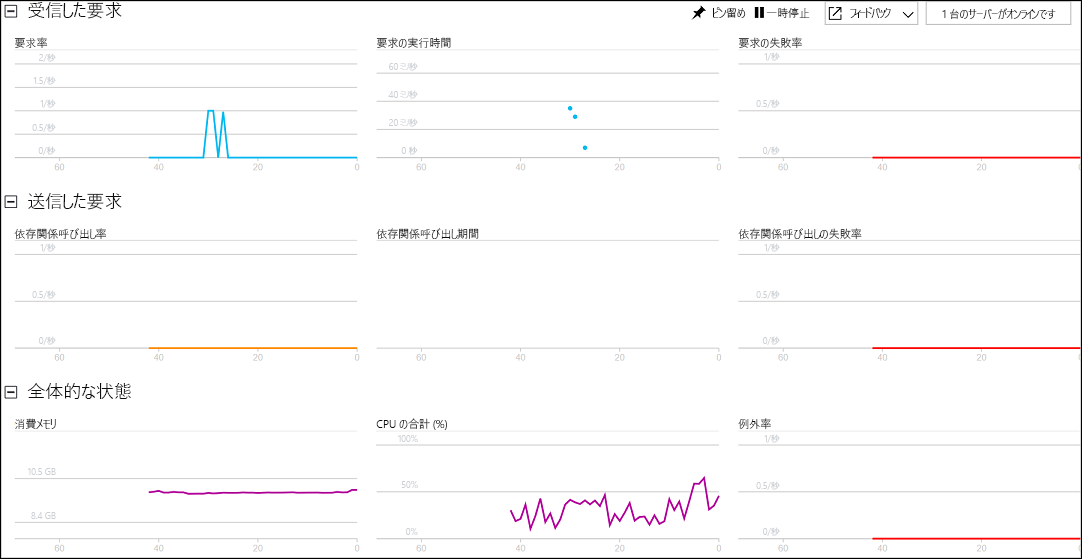 受信した要求
ピン留め
一時停止
フィードバック
1 台のサーバーがオンラインです
要求率
2/秒
1.5/秒
1/秒
0.5/秒
0/秒
60 40 20 0
要求の実行時間
60 ミリ秒
40 ミリ秒
20 ミリ秒
0 秒
60 40 20 0
要求の失敗率
1/秒
0.5/秒
0/秒
60 40 20
送信した要求
依存関係呼び出し率
1/秒
0.5/秒
0/秒
60 40 20 0
依存関係呼び出し期間
60 40 20 0
依存関係呼び出しの失敗率
1/秒
0.5/秒
0/秒
60 40 20
全体的な状態
消費メモリ
10.5 GB
8.4 GB
60 40 20 0
CPU の合計 (%)
100%
50%
0%
60 40 20 0
例外率
1/秒
0.5/秒
0/秒
60 40 20